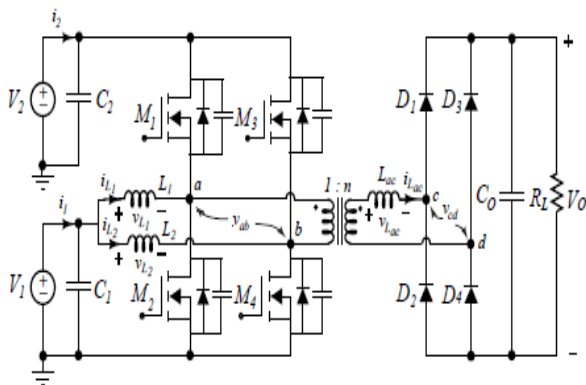 i2
+
V2
+
−
C2
M1
M3
D1
D3
L1
a
1 : n
Lac
iLac
c
iL1
i1
+ vL1 −
+ vLac −
vab
vcd
CO
RL
VO
iL2
L2
b
d
+ vL2 −
V1
+
−
C1
M2
M4
D2
D4
−